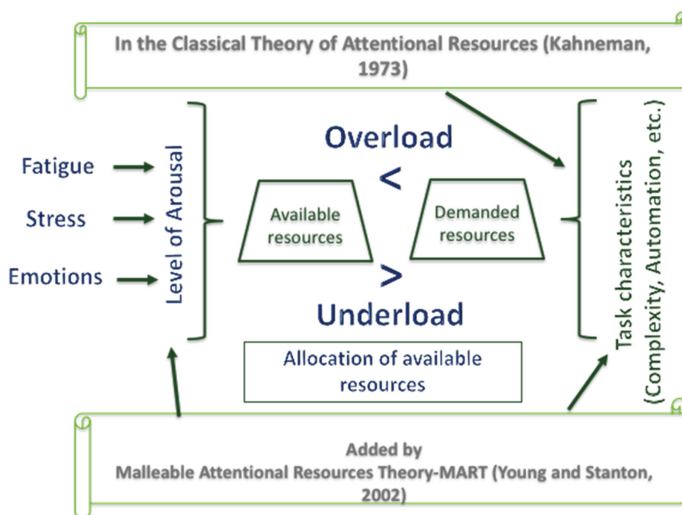 In the Classical Theory of Attentional Resources (Kahneman,
1973)
Fatigue
Stress
Emotions
Level of Arousal
Overload
<
Available
resources
Demanded
resources
>
Underload
Allocation of available
resources
Task characteristics
(Complexity, Automation, etc.)
Added by
Malleable Attentional Resources Theory-MART (Young and Stanton,
2002)